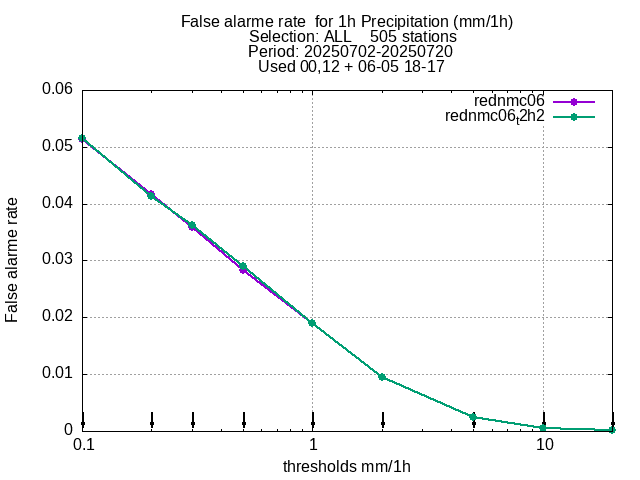 False alarme rate  for 1h Precipitation (mm/1h)
Selection: ALL    505 stations
Period: 20250702-20250720
Used 00,12 + 06-05 18-17
rednmc06
rednmc06t2h2
0.06
0.05
0.04
0.03
0.02
0.01
0
False alarme rate
0.1
1
10
thresholds mm/1h